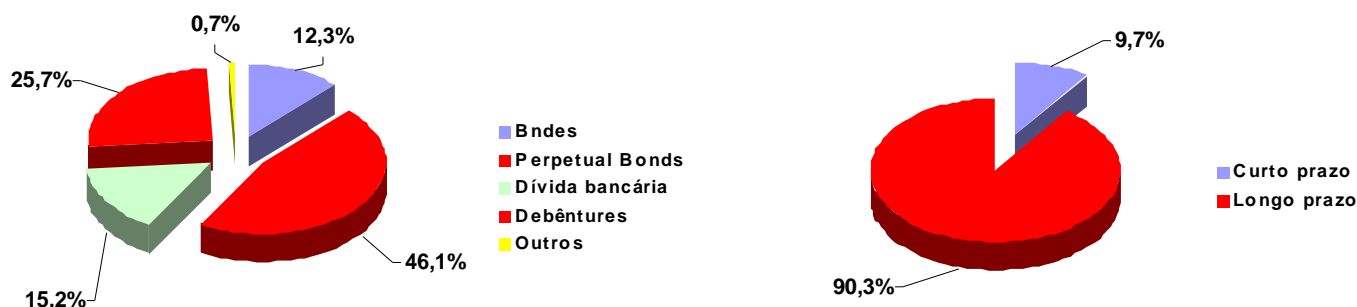 0,7%
12,3%
25,7%
46,1%
15,2%
Bndes
Perpetual Bonds
Dívida bancária
Debêntures
Outros
9,7%
90,3%
Curto prazo
Longo prazo